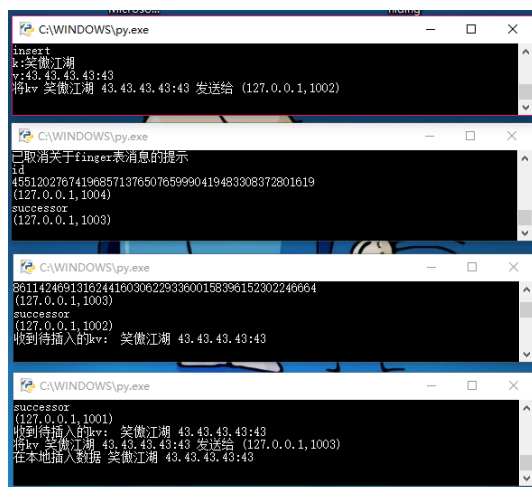 C:\WINDOWS\py.exe
insert
k:笑傲江湖
v:43.43.43.43:43
将kv 笑傲江湖 43.43.43.43:43 发送给 (127.0.0.1,1002)
C:\WINDOWS\py.exe
已取消关于finger表消息的提示
id
455120276741968571376507659990419483308372801619
(127.0.0.1,1004)
successor
(127.0.0.1,1003)
C:\WINDOWS\py.exe
861142469131624416030622933600158396152302246664
(127.0.0.1,1003)
successor
(127.0.0.1,1002)
收到待插入的kv: 笑傲江湖 43.43.43.43:43
C:\WINDOWS\py.exe
successor
(127.0.0.1,1001)
收到待插入的kv: 笑傲江湖 43.43.43.43:43
将kv 笑傲江湖 43.43.43.43:43 发送给 (127.0.0.1,1003)
在本地插入数据 笑傲江湖 43.43.43.43:43